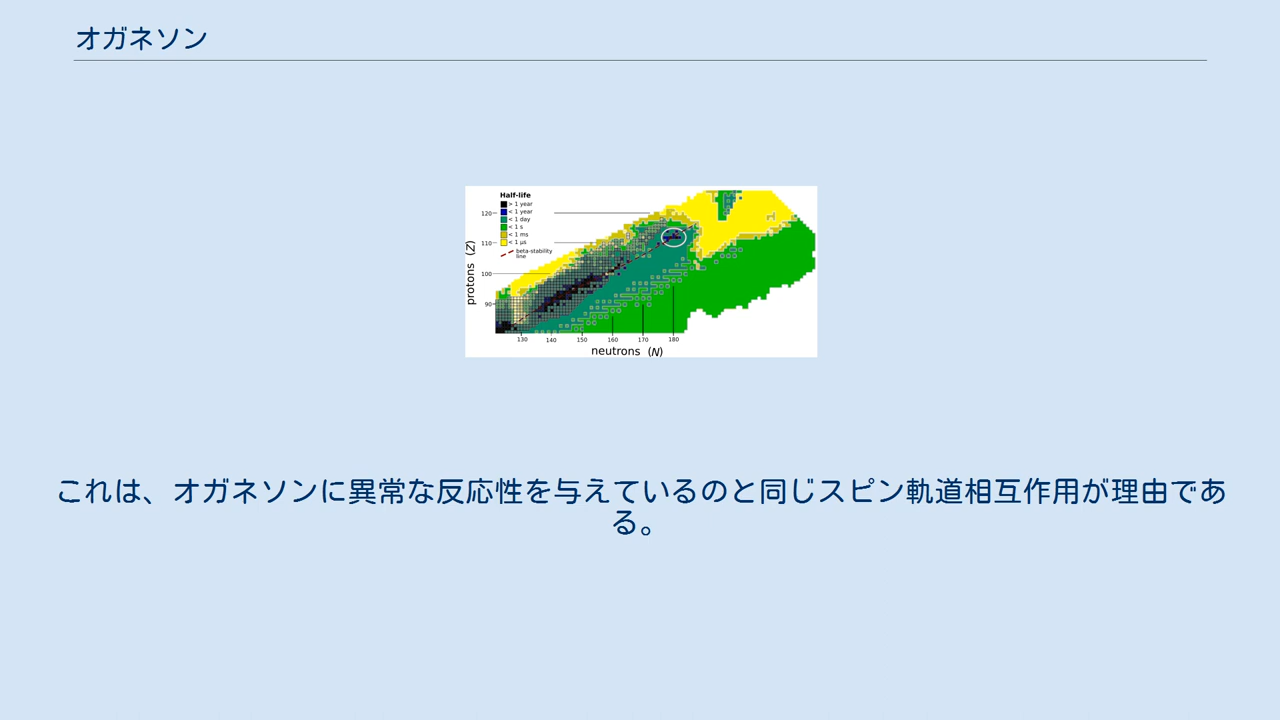 オガネソン
Half-life
> 1 year
< 1 year
< 1 day
< 1 s
< 1 ms
< 1 µs
beta-stability
line
120
110
100
90
protons (Z)
130 140 150 160 170 180
neutrons (N)
これは、オガネソンに異常な反応性を与えているのと同じスピン軌道相互作用が理由であ
る。